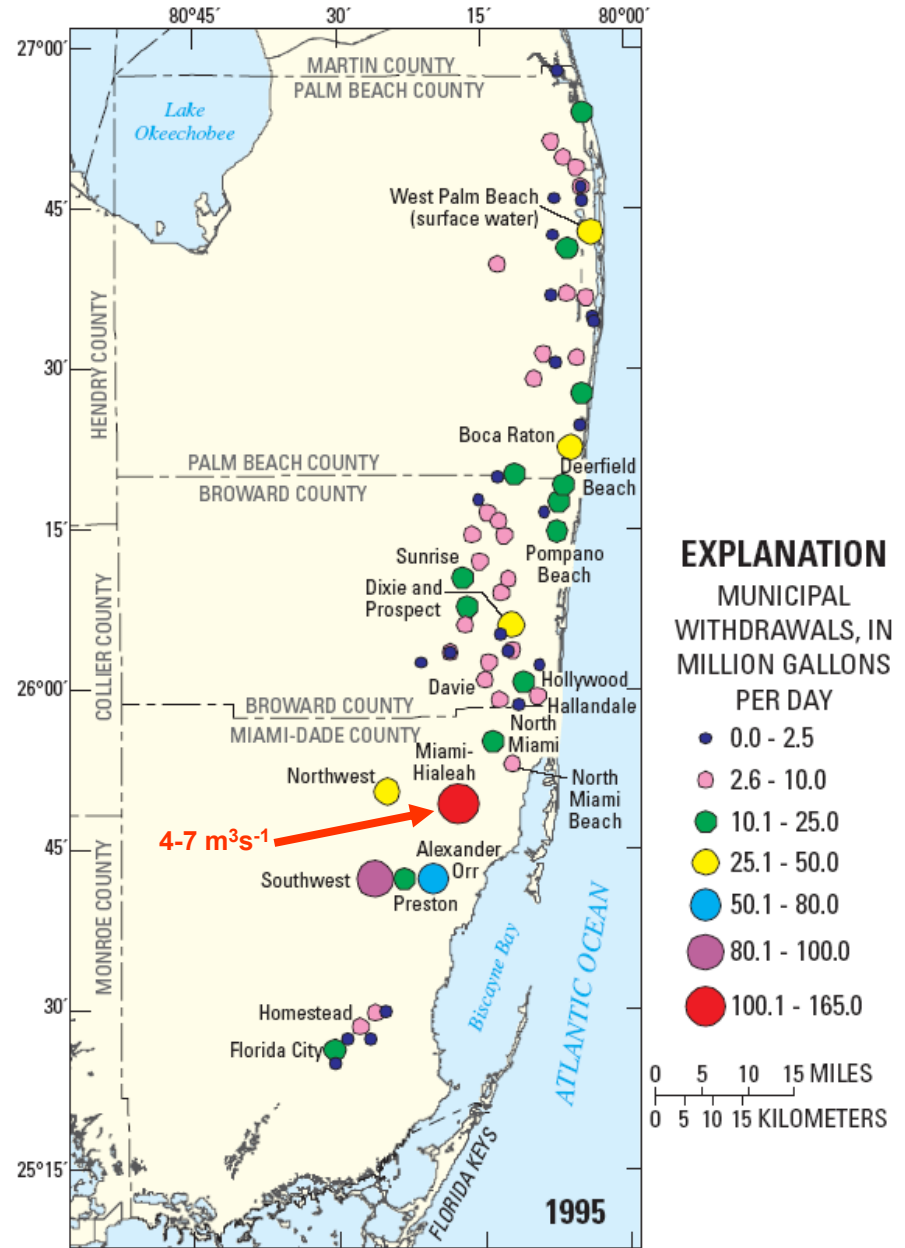 80°45′
30′
15′
80°00′
27°00′
MARTIN COUNTY
PALM BEACH COUNTY
Lake
Okeechobee
West Palm Beach
(surface water)
45′
HENDRY COUNTY
30′
Boca Raton
PALM BEACH COUNTY
BROWARD COUNTY
Deerfield
Beach
15′
Sunrise
Pompano
Beach
Dixie and
Prospect
COLLIER COUNTY
26°00′
Davie
Hollywood
Hallandale
BROWARD COUNTY
MIAMI-DADE COUNTY
North
Miami
Miami-
Hialeah
Northwest
North
Miami
Beach
4-7 m³s⁻¹
45′
Alexander
Orr
Southwest
Preston
MONROE COUNTY
Biscayne Bay
ATLANTIC OCEAN
30′
Homestead
Florida City
25°15′
FLORIDA KEYS
1995
EXPLANATION
MUNICIPAL
WITHDRAWALS, IN
MILLION GALLONS
PER DAY
0.0 - 2.5
2.6 - 10.0
10.1 - 25.0
25.1 - 50.0
50.1 - 80.0
80.1 - 100.0
100.1 - 165.0
0 5 10 15 MILES
0 5 10 15 KILOMETERS